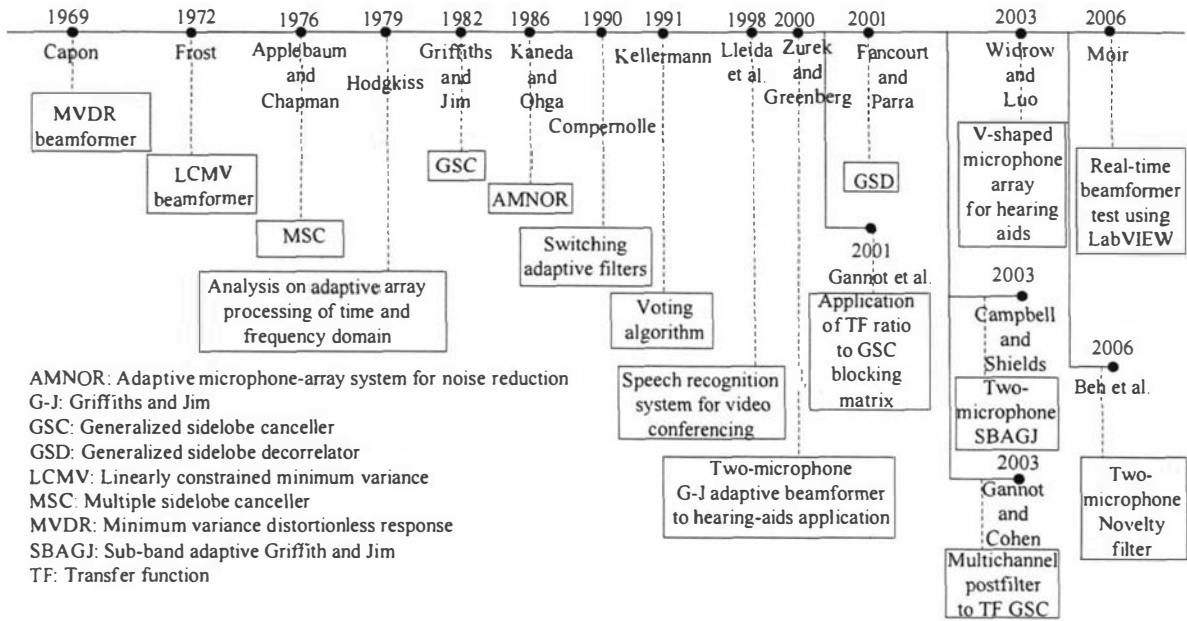 1969 1972 1976 1979 1982 1986 1990 1991 1998 2000 2001 2003 2006
Capon
MVDR
beamformer
Frost
LCMV
beamformer
Applebaum
and
Chapman
MSC
Hodgkiss
Analysis on adaptive array
processing of time and
frequency domain
Griffiths
and
Jim
GSC
Kaneda
and
Ohga
AMNOR
Compernolle
Switching
adaptive filters
Kellermann
Voting
algorithm
Lleida
et al.
Speech recognition
system for video
conferencing
Zurek
and
Greenberg
Two-microphone
G-J adaptive beamformer
to hearing-aids application
Fancourt
and
Parra
GSD
2001
Gannot et al.
Application
of TF ratio
to GSC
blocking
matrix
Widrow
and
Luo
V-shaped
microphone
array
for hearing
aids
2003
Campbell
and
Shields
Two-
microphone
SBAGJ
2003
Gannot
and
Cohen
Multichannel
postfilter
to TF GSC
Moir
Real-time
beamformer
test using
LabVIEW
2006
Beh et al.
Two-
microphone
Novelty
filter
AMNOR: Adaptive microphone-array system for noise reduction
G-J: Griffiths and Jim
GSC: Generalized sidelobe canceller
GSD: Generalized sidelobe decorrelator
LCMV: Linearly constrained minimum variance
MSC: Multiple sidelobe canceller
MVDR: Minimum variance distortionless response
SBAGJ: Sub-band adaptive Griffith and Jim
TF: Transfer function